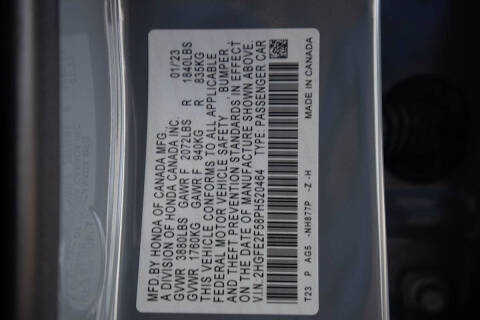 MFD.BY HONDA OF CANADA MFG. 01/23
A DIVISION OF HONDA CANADA INC.
GVWR 3880LBS GAWR F 2072LBS R 1840LBS
GVWR 1760KG GAWR F 940KG R 835KG
THIS VEHICLE CONFORMS TO ALL APPLICABLE
FEDERAL MOTOR VEHICLE SAFETY, BUMPER,
AND THEFT PREVENTION STANDARDS IN EFFECT
ON THE DATE OF MANUFACTURE SHOWN ABOVE.
V.I.N.:2HGFE2F58PH520464 TYPE: PASSENGER CAR
T23 P AG5 -NH877P -Z -H MADE IN CANADA